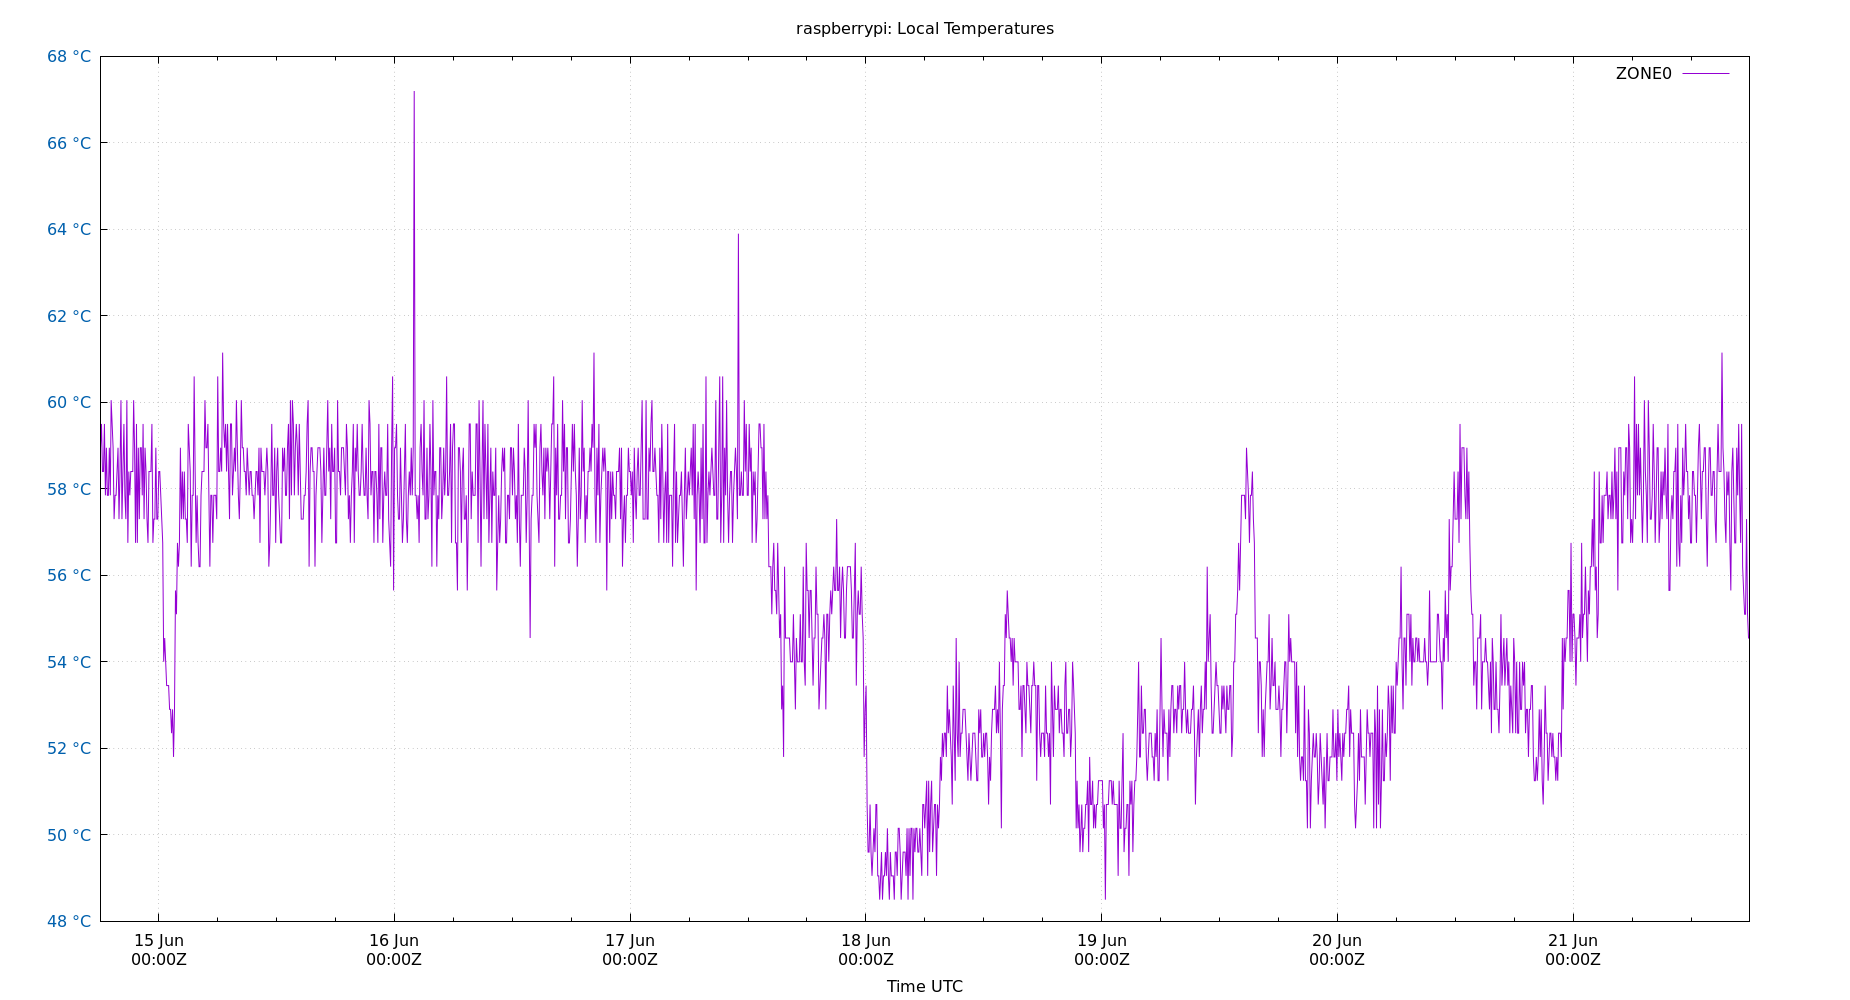 raspberrypi: Local Temperatures
68 °C
ZONE0
66 °C
64 °C
62 °C
60 °C
58 °C
56 °C
54 °C
52 °C
50 °C
48 °C
15 Jun 16 Jun 17 Jun 18 Jun 19 Jun 20 Jun 21 Jun
00:00Z 00:00Z 00:00Z 00:00Z 00:00Z 00:00Z 00:00Z
Time UTC